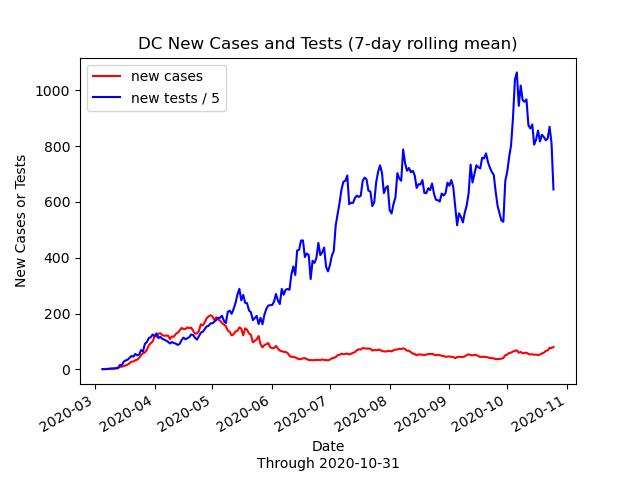 DC New Cases and Tests (7-day rolling mean)
new cases
new tests / 5
New Cases or Tests
1000
800
600
400
200
0
2020-03
2020-04
2020-05
2020-06
2020-07
2020-08
2020-09
2020-10
2020-11
Date
Through 2020-10-31